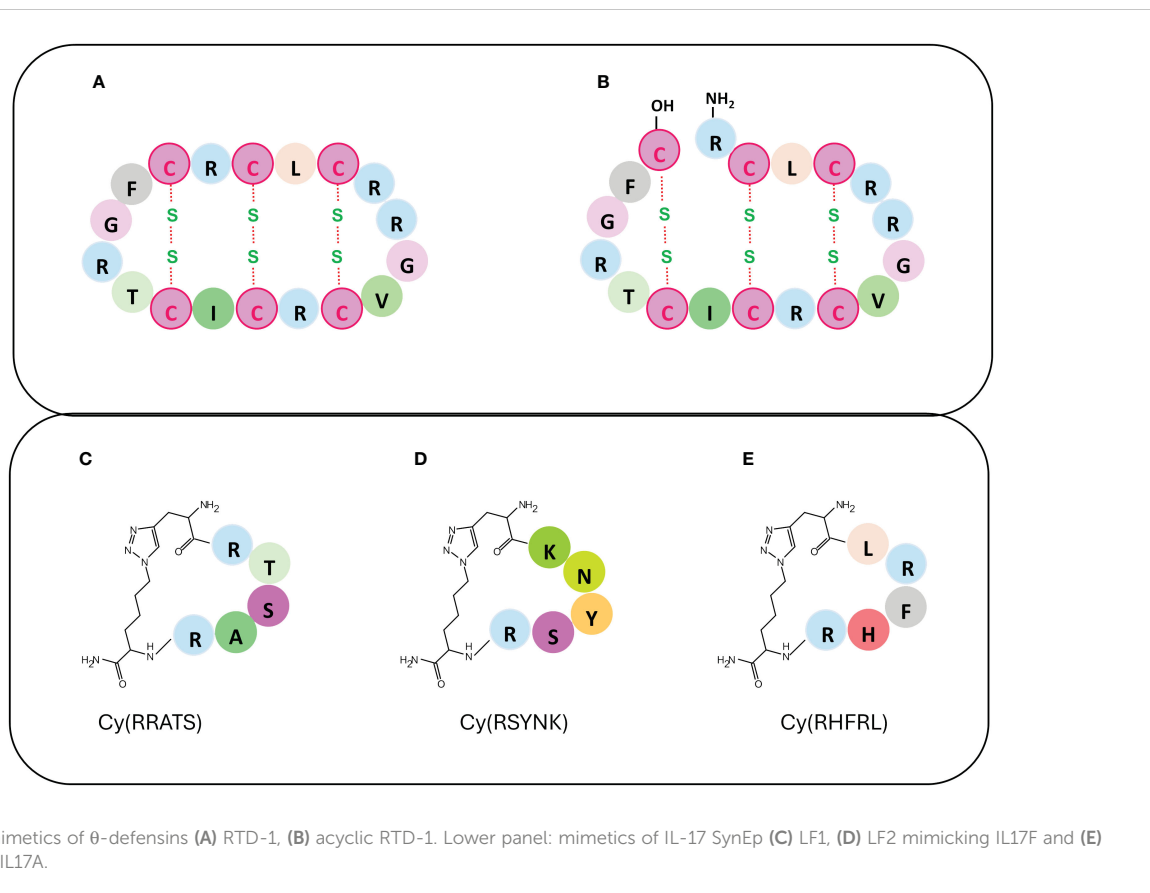 A
B
OH
NH2
C R C L C
F R
G S S S R
R S S S G
T V
C I C R C
C R C L C
F R
G S S S R
R S S S G
T V
C I C R C
C
D
E
NH2
N
N
N
O
R
T
S
A
R
H
N
H2N
O
NH2
N
N
N
O
K
N
Y
S
R
H
N
H2N
O
NH2
N
N
N
O
L
R
F
H
R
H
N
H2N
O
Cy(RRATS)
Cy(RSYNK)
Cy(RHFRL)
imetics of θ-defensins (A) RTD-1, (B) acyclic RTD-1. Lower panel: mimetics of IL-17 SynEp (C) LF1, (D) LF2 mimicking IL17F and (E)
IL17A.